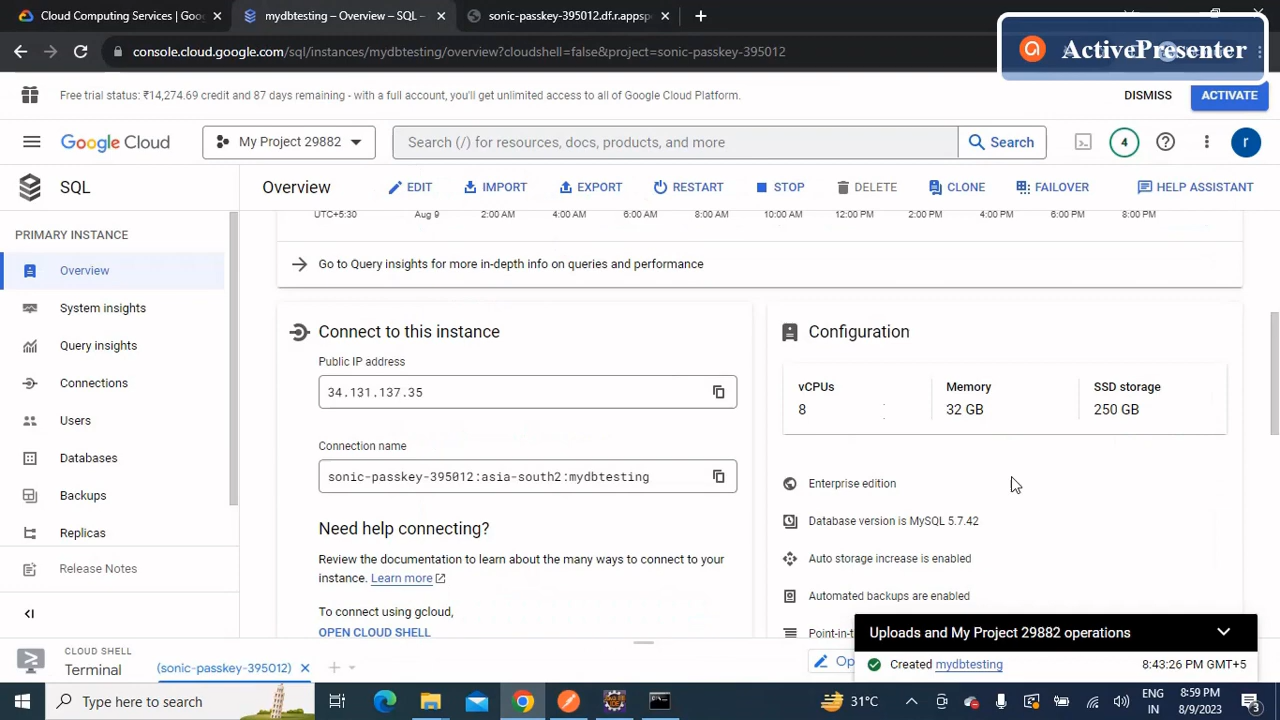 Cloud Computing Services | Goo
mydbtesting – Overview – SQL –
sonic-passkey-395012.df.r.appsp
console.cloud.google.com/sql/instances/mydbtesting/overview?cloudshell=false&project=sonic-passkey-395012
ActivePresenter
Free trial status: ₹14,274.69 credit and 87 days remaining - with a full account, you'll get unlimited access to all of Google Cloud Platform.
DISMISS
ACTIVATE
Google Cloud
My Project 29882
Search (/) for resources, docs, products, and more
Search
4
r
SQL
Overview
EDIT
IMPORT
EXPORT
RESTART
STOP
DELETE
CLONE
FAILOVER
HELP ASSISTANT
PRIMARY INSTANCE
Overview
System insights
Query insights
Connections
Users
Databases
Backups
Replicas
Release Notes
UTC+5:30 Aug 9 2:00 AM 4:00 AM 6:00 AM 8:00 AM 10:00 AM 12:00 PM 2:00 PM 4:00 PM 6:00 PM 8:00 PM
Go to Query insights for more in-depth info on queries and performance
Connect to this instance
Public IP address
34.131.137.35
Connection name
sonic-passkey-395012:asia-south2:mydbtesting
Need help connecting?
Review the documentation to learn about the many ways to connect to your
instance. Learn more
To connect using gcloud,
OPEN CLOUD SHELL
Configuration
vCPUs
8
Memory
32 GB
SSD storage
250 GB
Enterprise edition
Database version is MySQL 5.7.42
Auto storage increase is enabled
Automated backups are enabled
Point-in-t
Uploads and My Project 29882 operations
Created mydbtesting
8:43:26 PM GMT+5
CLOUD SHELL
Terminal
(sonic-passkey-395012)
Op
Type here to search
31°C
ENG
IN
8:59 PM
8/9/2023
3